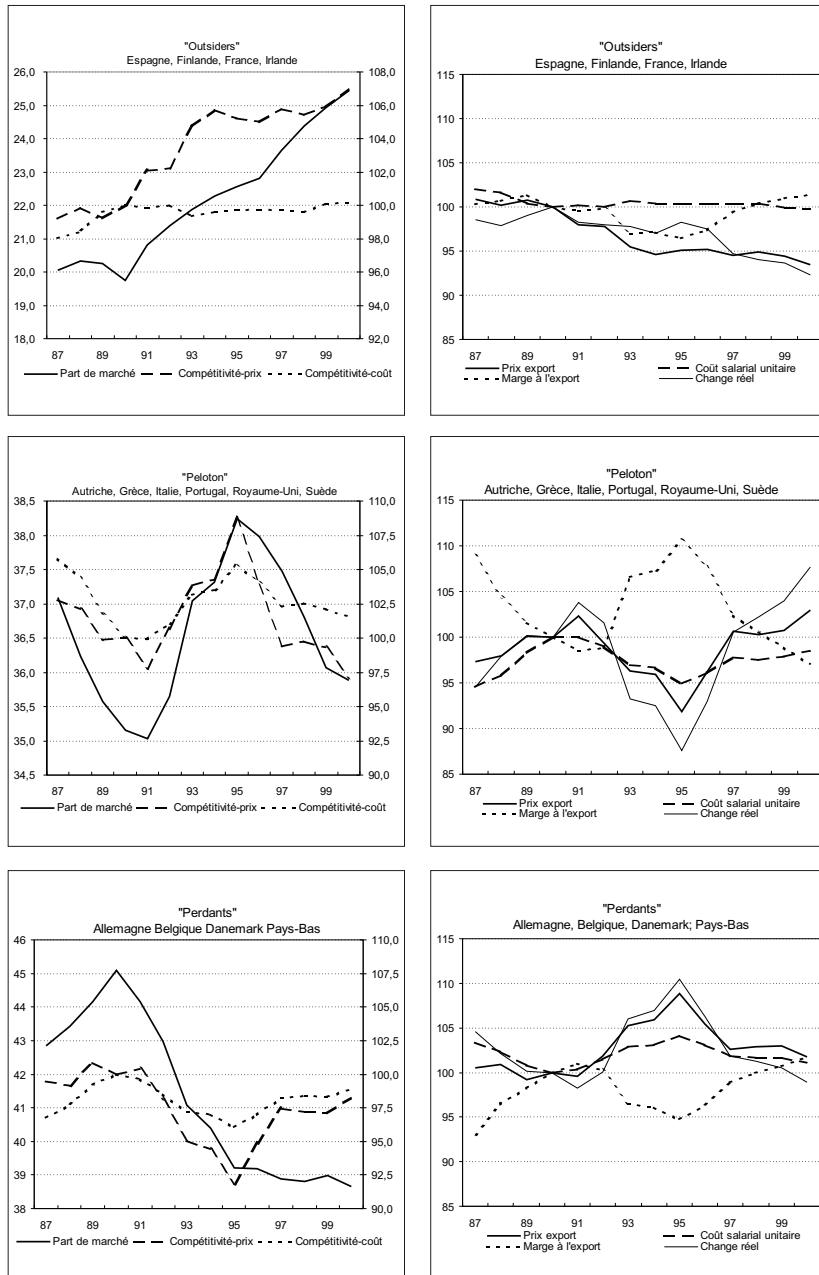 "Outsiders"
Espagne, Finlande, France, Irlande
26,0
25,0
24,0
23,0
22,0
21,0
20,0
19,0
18,0
108,0
106,0
104,0
102,0
100,0
98,0
96,0
94,0
92,0
87 89 91 93 95 97 99
Part de marché Compétitivité-prix Compétitivité-coût
"Outsiders"
Espagne, Finlande, France, Irlande
115
110
105
100
95
90
85
87 89 91 93 95 97 99
Prix export Coût salarial unitaire
Marge à l'export Change réel
"Peloton"
Autriche, Grèce, Italie, Portugal, Royaume-Uni, Suède
38,5
38,0
37,5
37,0
36,5
36,0
35,5
35,0
34,5
110,0
107,5
105,0
102,5
100,0
97,5
95,0
92,5
90,0
87 89 91 93 95 97 99
Part de marché Compétitivité-prix Compétitivité-coût
"Peloton"
Autriche, Grèce, Italie, Portugal, Royaume-Uni, Suède
115
110
105
100
95
90
85
87 89 91 93 95 97 99
Prix export Coût salarial unitaire
Marge à l'export Change réel
"Perdants"
Allemagne Belgique Danemark Pays-Bas
46
45
44
43
42
41
40
39
38
110,0
107,5
105,0
102,5
100,0
97,5
95,0
92,5
90,0
87 89 91 93 95 97 99
Part de marché Compétitivité-prix Compétitivité-coût
"Perdants"
Allemagne, Belgique, Danemark; Pays-Bas
115
110
105
100
95
90
85
87 89 91 93 95 97 99
Prix export Coût salarial unitaire
Marge à l'export Change réel